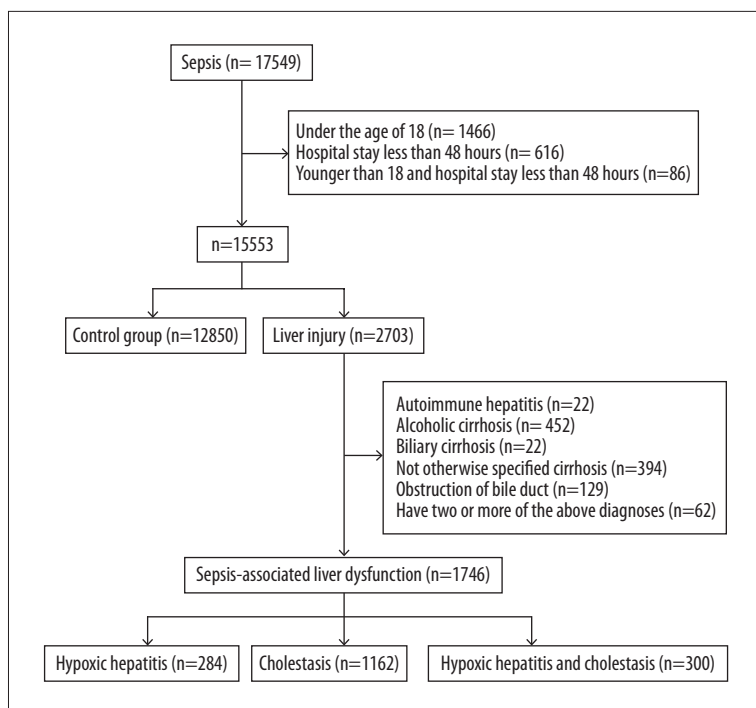 Sepsis (n= 17549)
Under the age of 18 (n= 1466)
Hospital stay less than 48 hours (n= 616)
Younger than 18 and hospital stay less than 48 hours (n=86)
n=15553
Control group (n=12850)
Liver injury (n=2703)
Autoimmune hepatitis (n=22)
Alcoholic cirrhosis (n= 452)
Biliary cirrhosis (n=22)
Not otherwise specified cirrhosis (n=394)
Obstruction of bile duct (n=129)
Have two or more of the above diagnoses (n=62)
Sepsis-associated liver dysfunction (n=1746)
Hypoxic hepatitis (n=284)
Cholestasis (n=1162)
Hypoxic hepatitis and cholestasis (n=300)